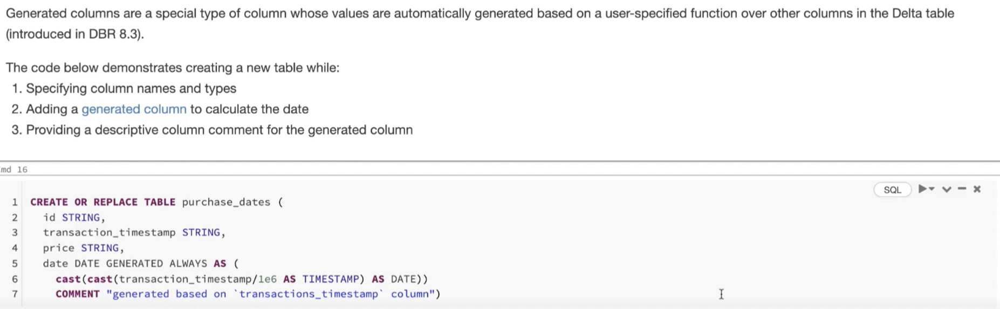 Generated columns are a special type of column whose values are automatically generated based on a user-specified function over other columns in the Delta table
(introduced in DBR 8.3).
The code below demonstrates creating a new table while:
1. Specifying column names and types
2. Adding a generated column to calculate the date
3. Providing a descriptive column comment for the generated column
md 16
SQL
1 CREATE OR REPLACE TABLE purchase_dates (
2 id STRING,
3 transaction_timestamp STRING,
4 price STRING,
5 date DATE GENERATED ALWAYS AS (
6 cast(cast(transaction_timestamp/1e6 AS TIMESTAMP) AS DATE))
7 COMMENT "generated based on `transactions_timestamp` column")